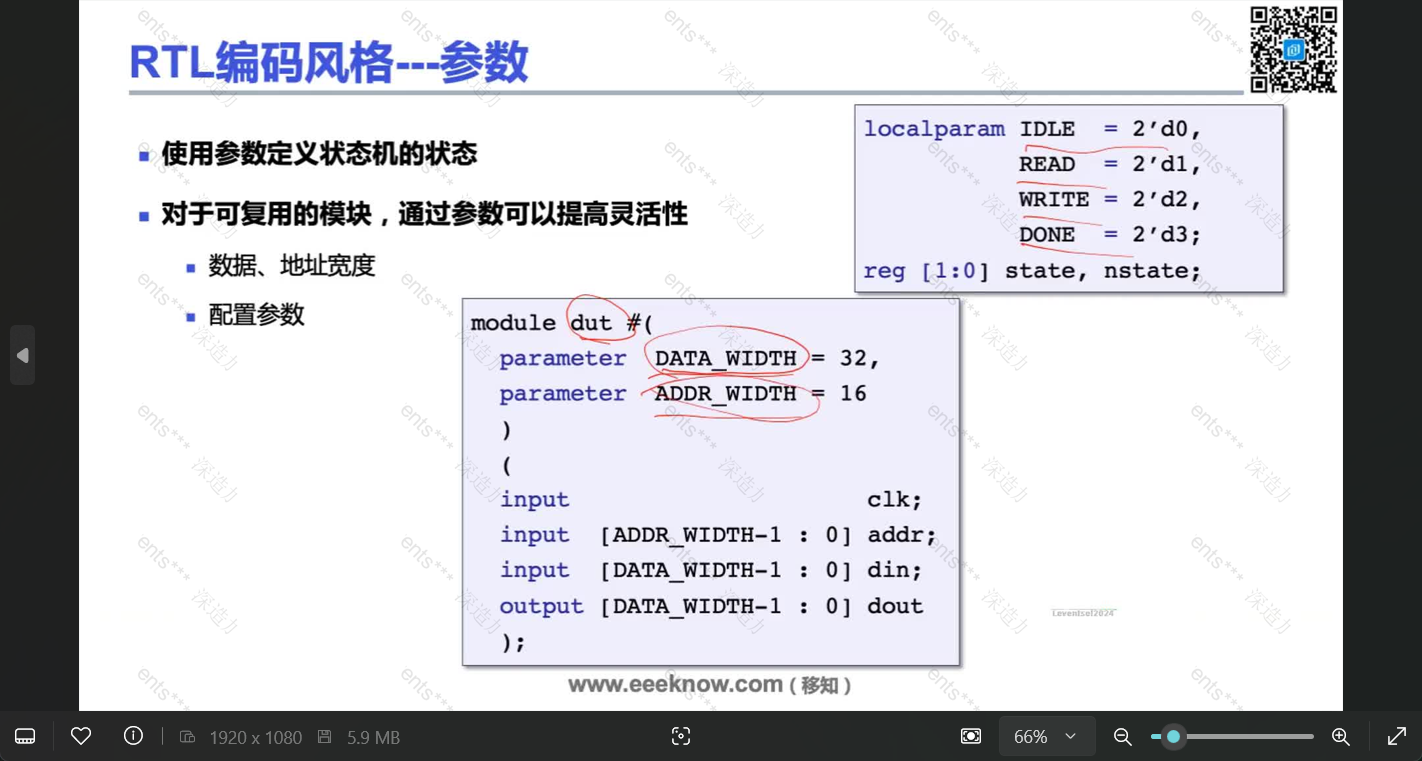 RTL编码风格---参数
使用参数定义状态机的状态
对于可复用的模块，通过参数可以提高灵活性
数据、地址宽度
配置参数
localparam IDLE = 2'd0,
READ = 2'd1,
WRITE = 2'd2,
DONE = 2'd3;
reg [1:0] state, nstate;
module dut #(
parameter DATA_WIDTH = 32,
parameter ADDR_WIDTH = 16
)
(
input clk;
input [ADDR_WIDTH-1 : 0] addr;
input [DATA_WIDTH-1 : 0] din;
output [DATA_WIDTH-1 : 0] dout
);
Leventsel2024
www.eeeknow.com ( 移知 )
ents*** 深造力
1920 x 1080
5.9 MB
66%